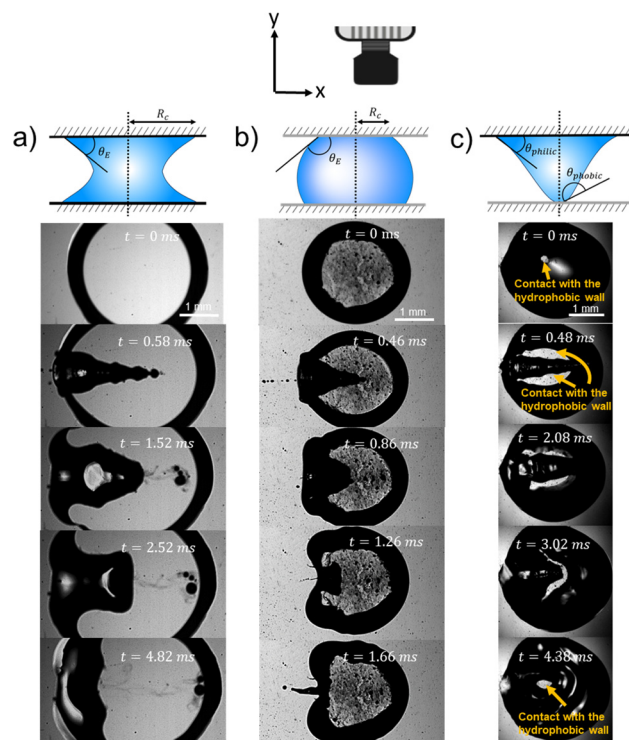 y
x
a)
R_c
θ_E
b)
R_c
θ_E
c)
θ_philic
θ_phobic
t = 0 ms
1 mm
t = 0.58 ms
t = 1.52 ms
t = 2.52 ms
t = 4.82 ms
t = 0 ms
1 mm
t = 0.46 ms
t = 0.86 ms
t = 1.26 ms
t = 1.66 ms
t = 0 ms
Contact with the
hydrophobic wall
1 mm
t = 0.48 ms
Contact with the
hydrophobic wall
t = 2.08 ms
t = 3.02 ms
t = 4.38 ms
Contact with the
hydrophobic wall